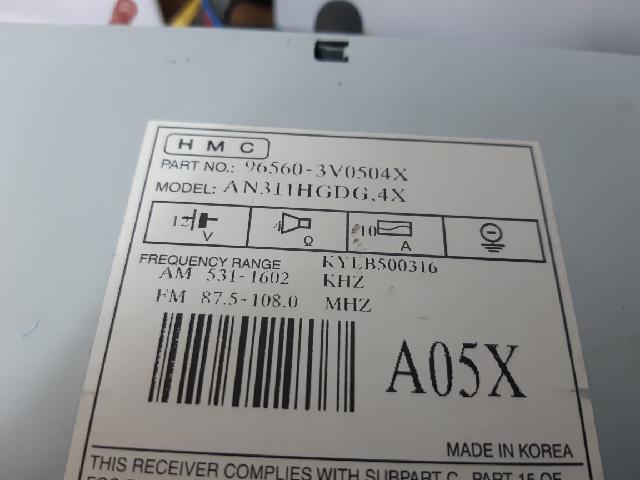 HMC
PART NO.: 96560-3V0504X
MODEL: AN311HGDG.4X
12 V
4 Ω
10 A
FREQUENCY RANGE KYEB500316
AM 531-1602 KHZ
FM 87.5-108.0 MHZ
A05X
MADE IN KOREA
THIS RECEIVER COMPLIES WITH SUBPART C, PART 15 OF